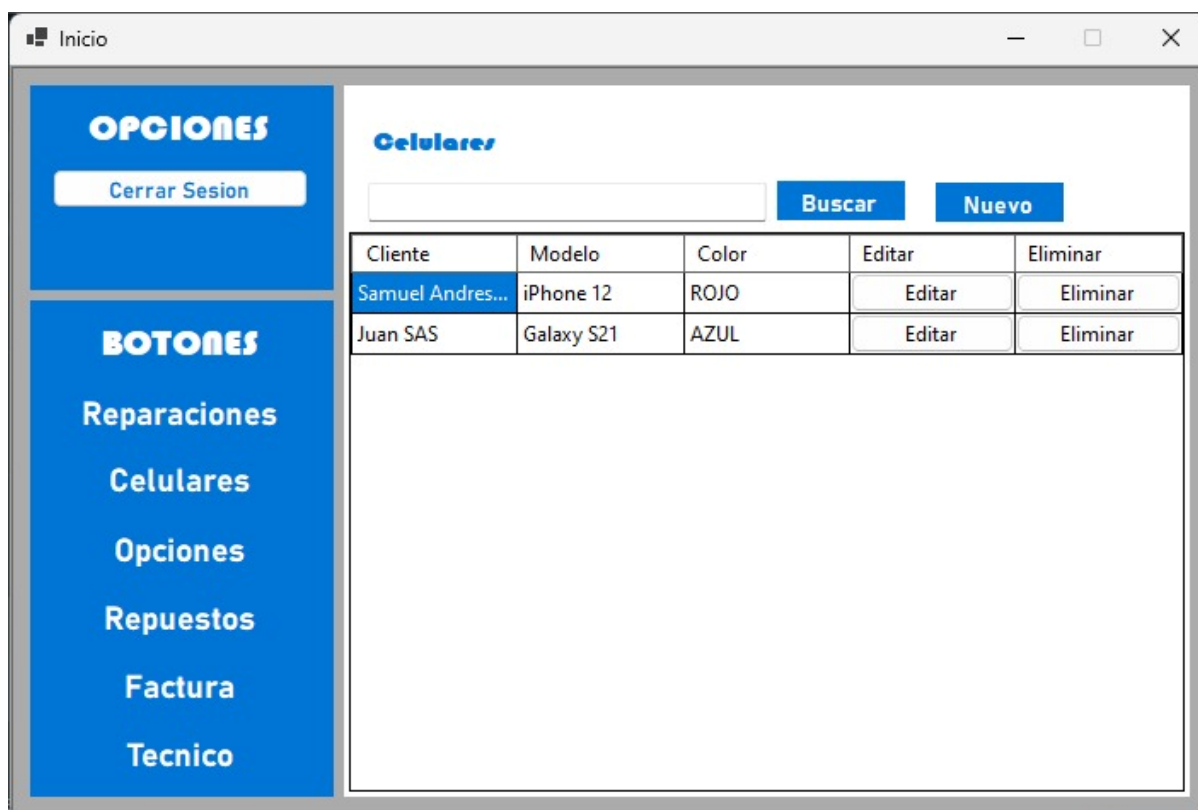 Inicio
OPCIONES
Cerrar Sesion
BOTONES
Reparaciones
Celulares
Opciones
Repuestos
Factura
Tecnico
Celulares
Buscar Nuevo
Cliente Modelo Color Editar Eliminar
Samuel Andres... iPhone 12 ROJO Editar Eliminar
Juan SAS Galaxy S21 AZUL Editar Eliminar